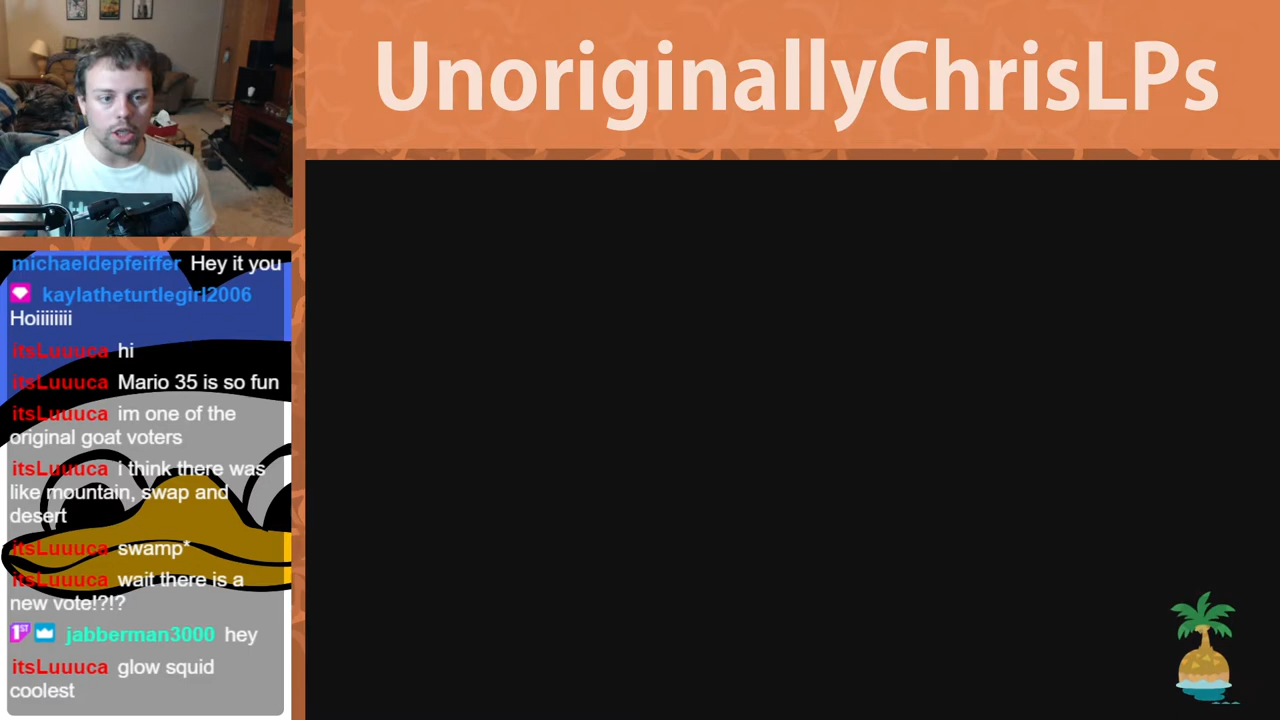 UnoriginallyChrisLPs
michaeldepfeiffer Hey it you
kaylatheturtlegirl2006
Hoiiiiiiii
itsLuuuca hi
itsLuuuca Mario 35 is so fun
itsLuuuca im one of the
original goat voters
itsLuuuca i think there was
like mountain, swap and
desert
itsLuuuca swamp*
itsLuuuca wait there is a
new vote!?!?
1ST jabberman3000 hey
itsLuuuca glow squid
coolest